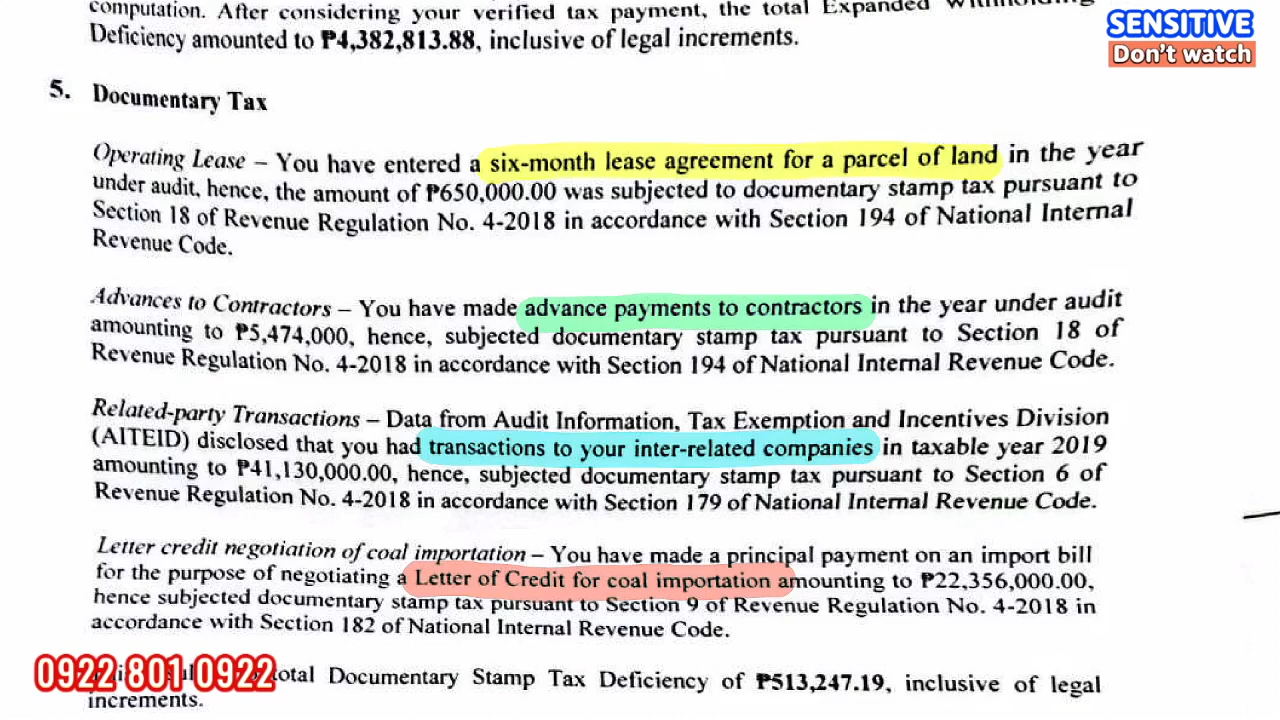 computation. After considering your verified tax payment, the total Expanded Withholding
SENSITIVE
Don't watch
Deficiency amounted to ₱4,382,813.88, inclusive of legal increments.
5. Documentary Tax
Operating Lease – You have entered a six-month lease agreement for a parcel of land in the year
under audit, hence, the amount of ₱650,000.00 was subjected to documentary stamp tax pursuant to
Section 18 of Revenue Regulation No. 4-2018 in accordance with Section 194 of National Internal
Revenue Code.
Advances to Contractors – You have made advance payments to contractors in the year under audit
amounting to ₱5,474,000, hence, subjected documentary stamp tax pursuant to Section 18 of
Revenue Regulation No. 4-2018 in accordance with Section 194 of National Internal Revenue Code.
Related-party Transactions – Data from Audit Information, Tax Exemption and Incentives Division
(AITEID) disclosed that you had transactions to your inter-related companies in taxable year 2019
amounting to ₱41,130,000.00, hence, subjected documentary stamp tax pursuant to Section 6 of
Revenue Regulation No. 4-2018 in accordance with Section 179 of National Internal Revenue Code.
Letter credit negotiation of coal importation – You have made a principal payment on an import bill
for the purpose of negotiating a Letter of Credit for coal importation amounting to ₱22,356,000.00,
hence subjected documentary stamp tax pursuant to Section 9 of Revenue Regulation No. 4-2018 in
accordance with Section 182 of National Internal Revenue Code.
0922 801 0922
total Documentary Stamp Tax Deficiency of ₱513,247.19, inclusive of legal
increments.